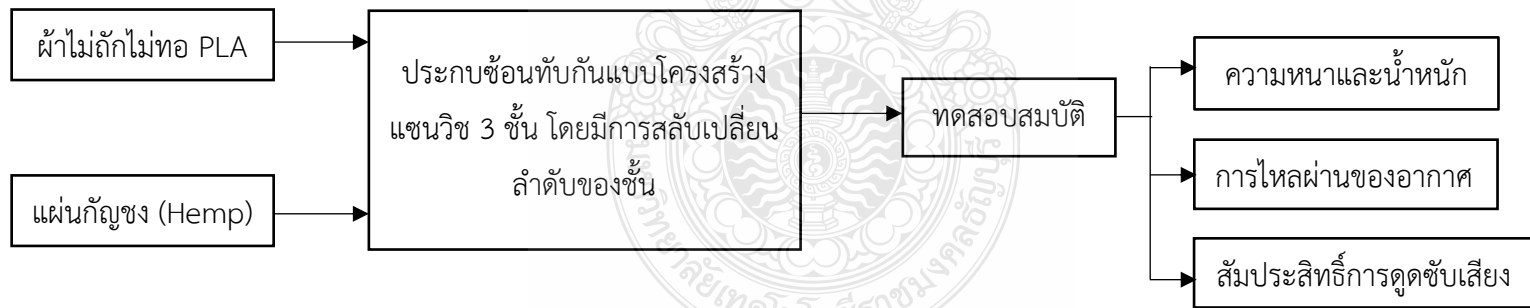 ผ้าไม่ถักไม่ทอ PLA
แผ่นกัญชง (Hemp)
ประกบซ้อนทับกันแบบโครงสร้าง
แซนวิช 3 ชั้น โดยมีการสลับเปลี่ยน
ลำดับของชั้น
ทดสอบสมบัติ
ความหนาและน้ำหนัก
การไหลผ่านของอากาศ
สัมประสิทธิ์การดูดซับเสียง